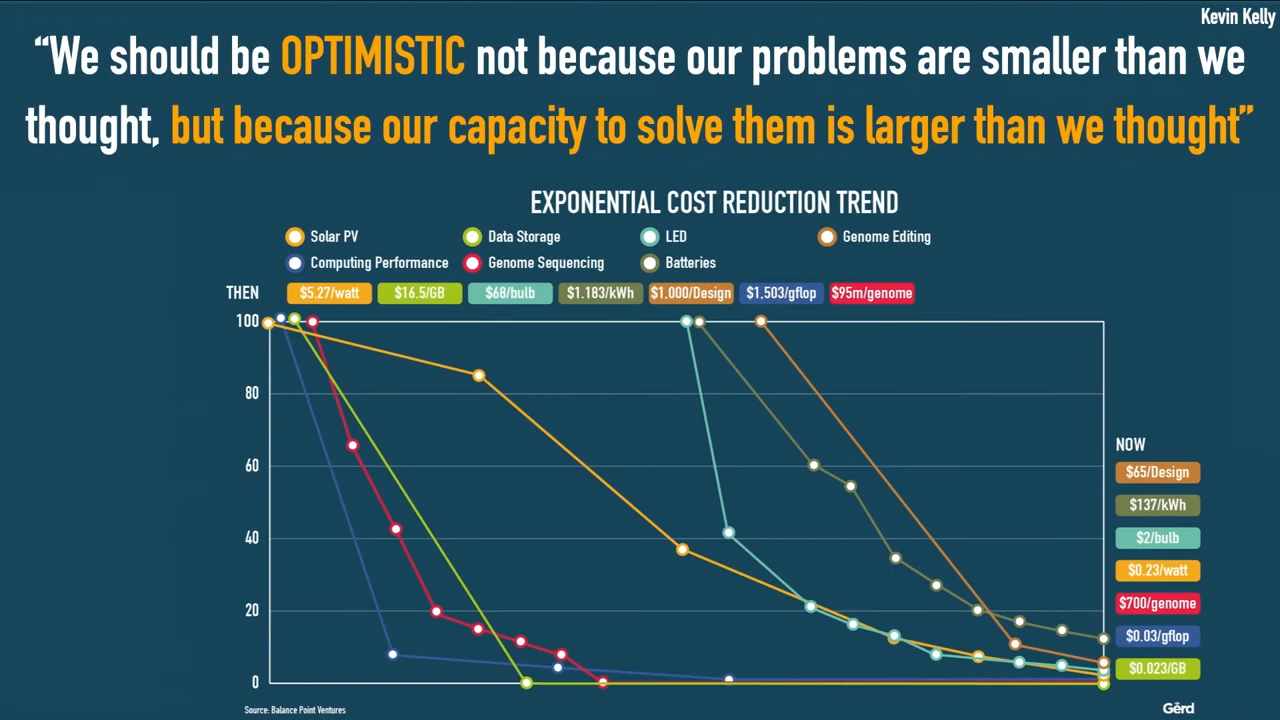 Kevin Kelly
“We should be OPTIMISTIC not because our problems are smaller than we
thought, but because our capacity to solve them is larger than we thought”
EXPONENTIAL COST REDUCTION TREND
Solar PV Data Storage LED Genome Editing
Computing Performance Genome Sequencing Batteries
THEN $5.27/watt $16.5/GB $68/bulb $1.183/kWh $1,000/Design $1,503/gflop $95m/genome
100
80
60
40
20
0
NOW
$65/Design
$137/kWh
$2/bulb
$0.23/watt
$700/genome
$0.03/gflop
$0.023/GB
Source: Balance Point Ventures
Gerd